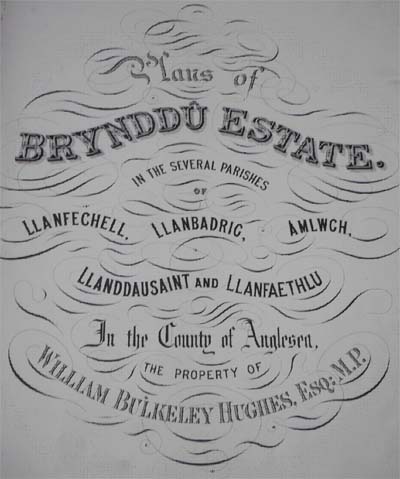 Plans of
BRYNDDÛ ESTATE.
IN THE SEVERAL PARISHES
OF
LLANFECHELL, LLANBADRIG, AMLWCH,
LLANDDAUSAINT AND LLANFAETHLU
In the County of Anglesea,
THE PROPERTY OF
WILLIAM BULKELEY HUGHES, ESQ: M.P.